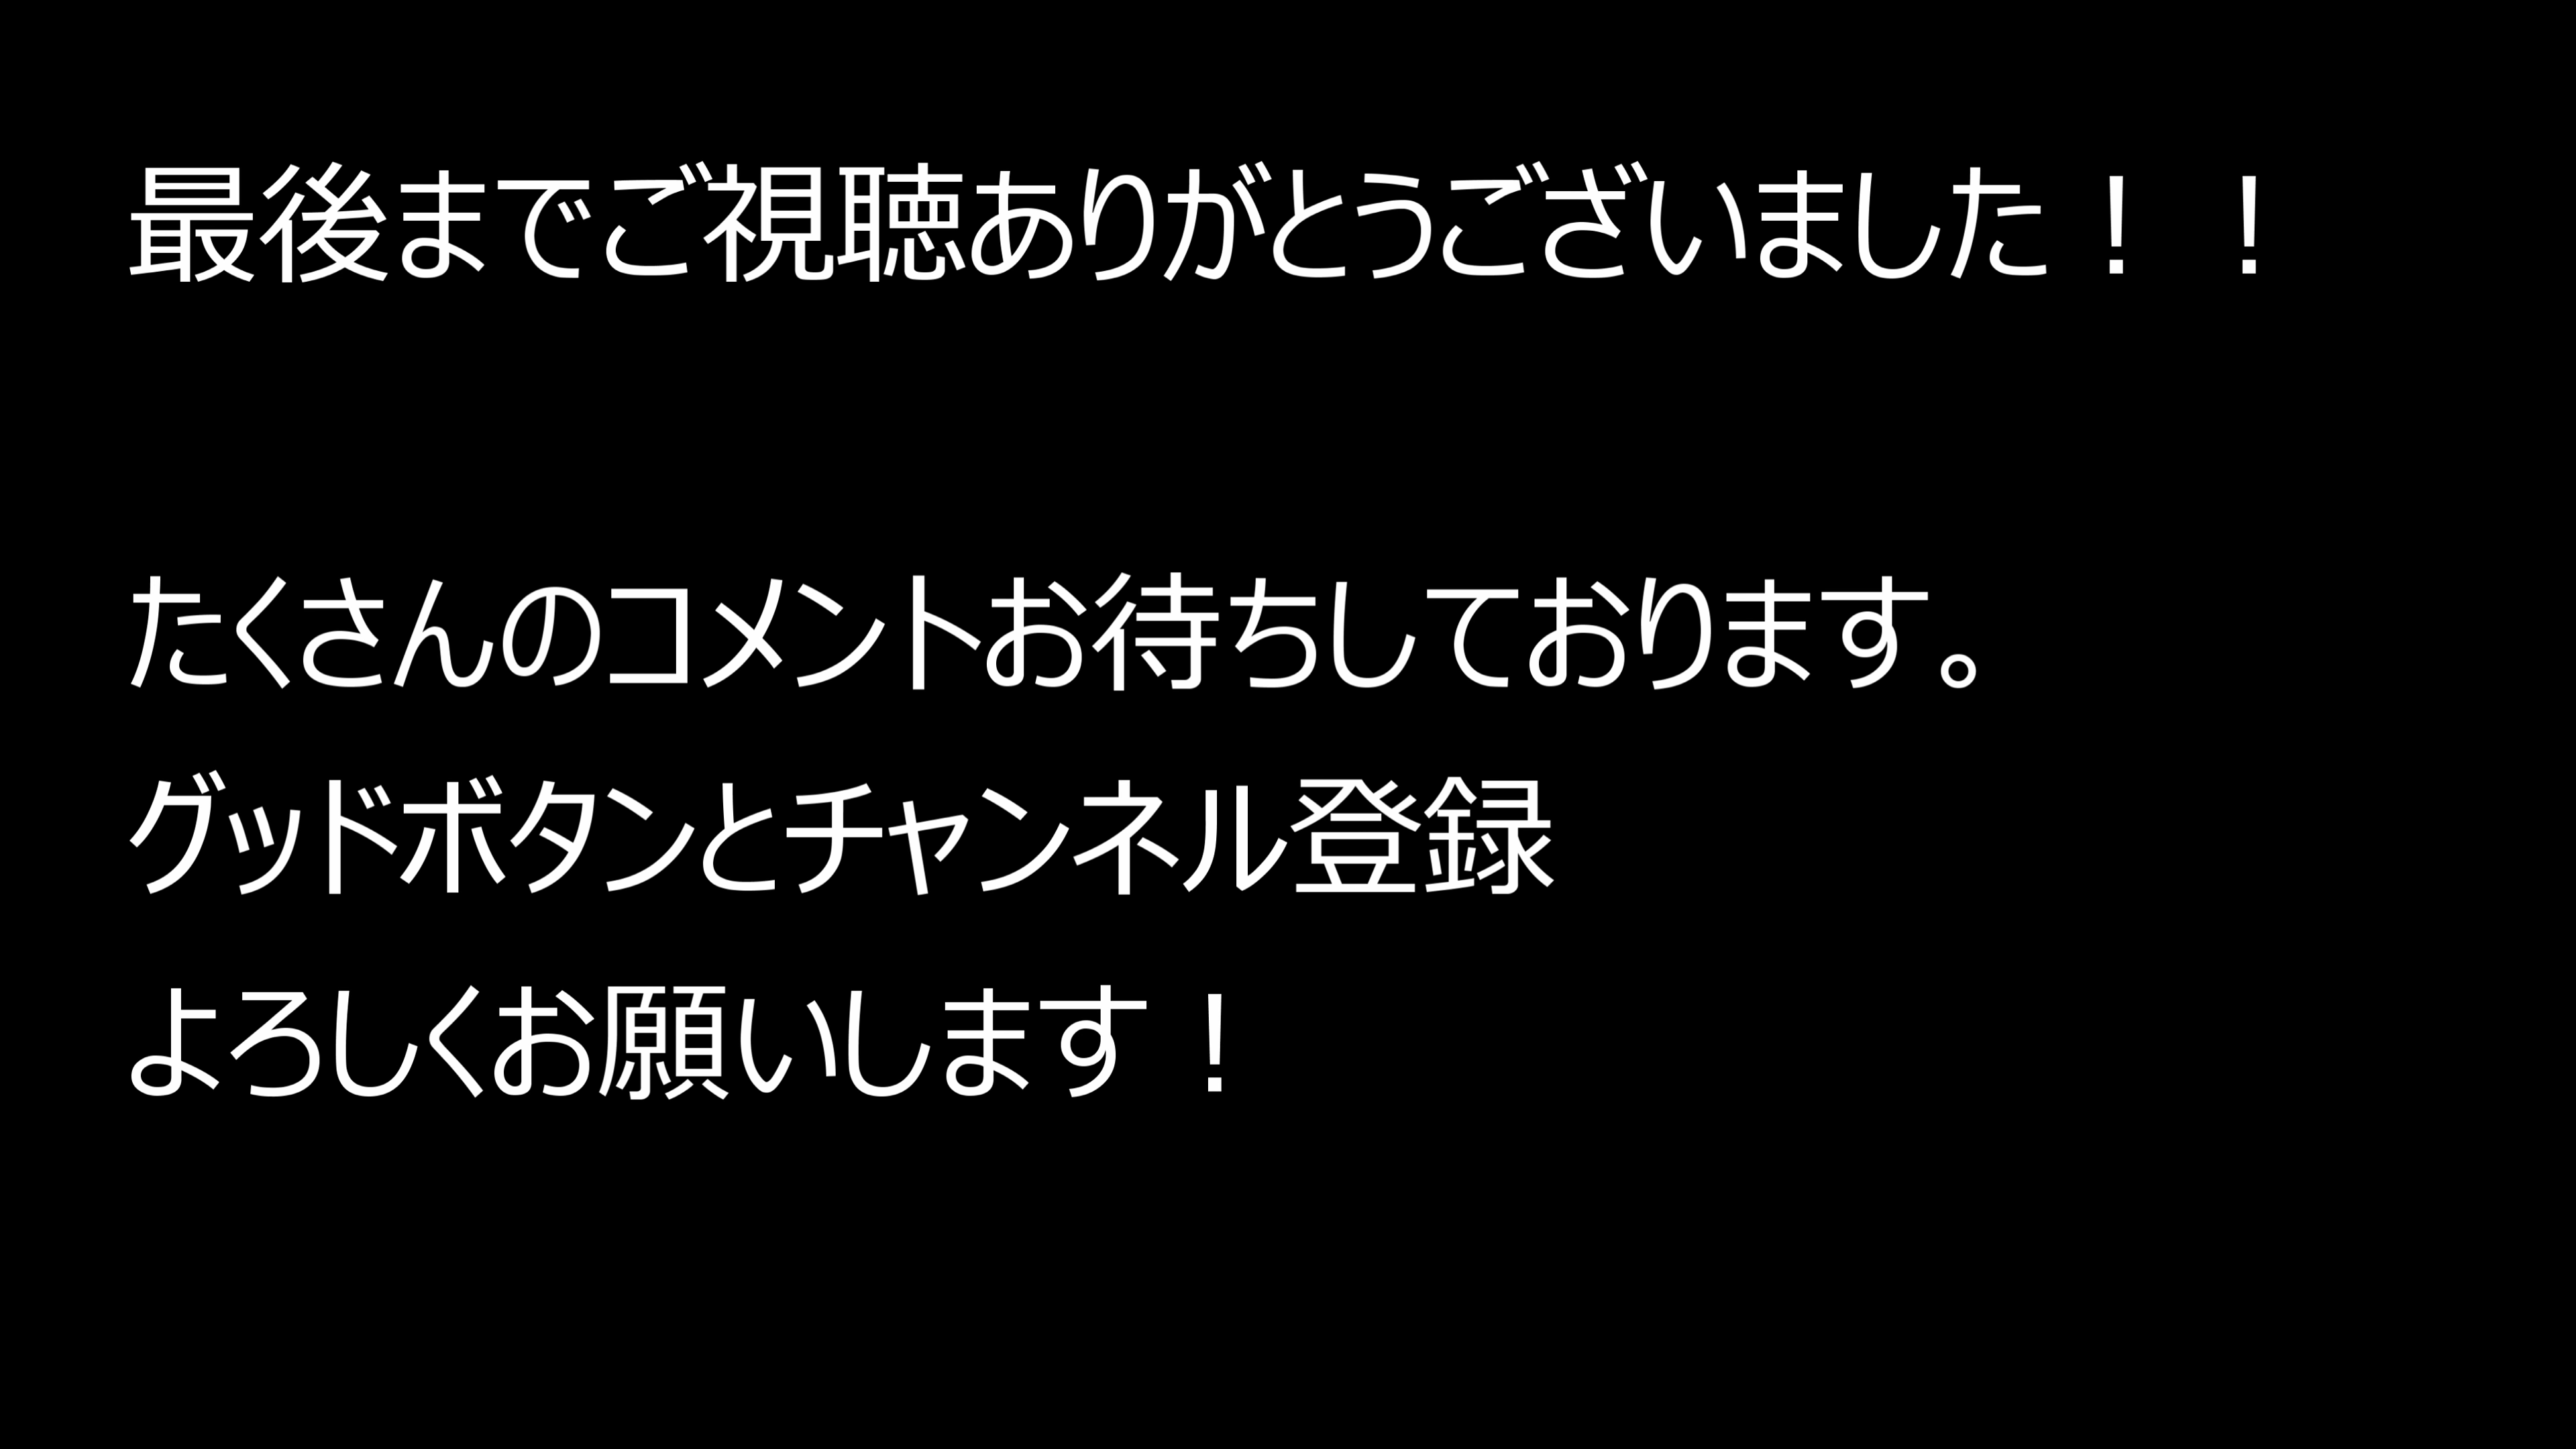 最後までご視聴ありがとうございました！！
たくさんのコメントお待ちしております。
グッドボタンとチャンネル登録
よろしくお願いします！